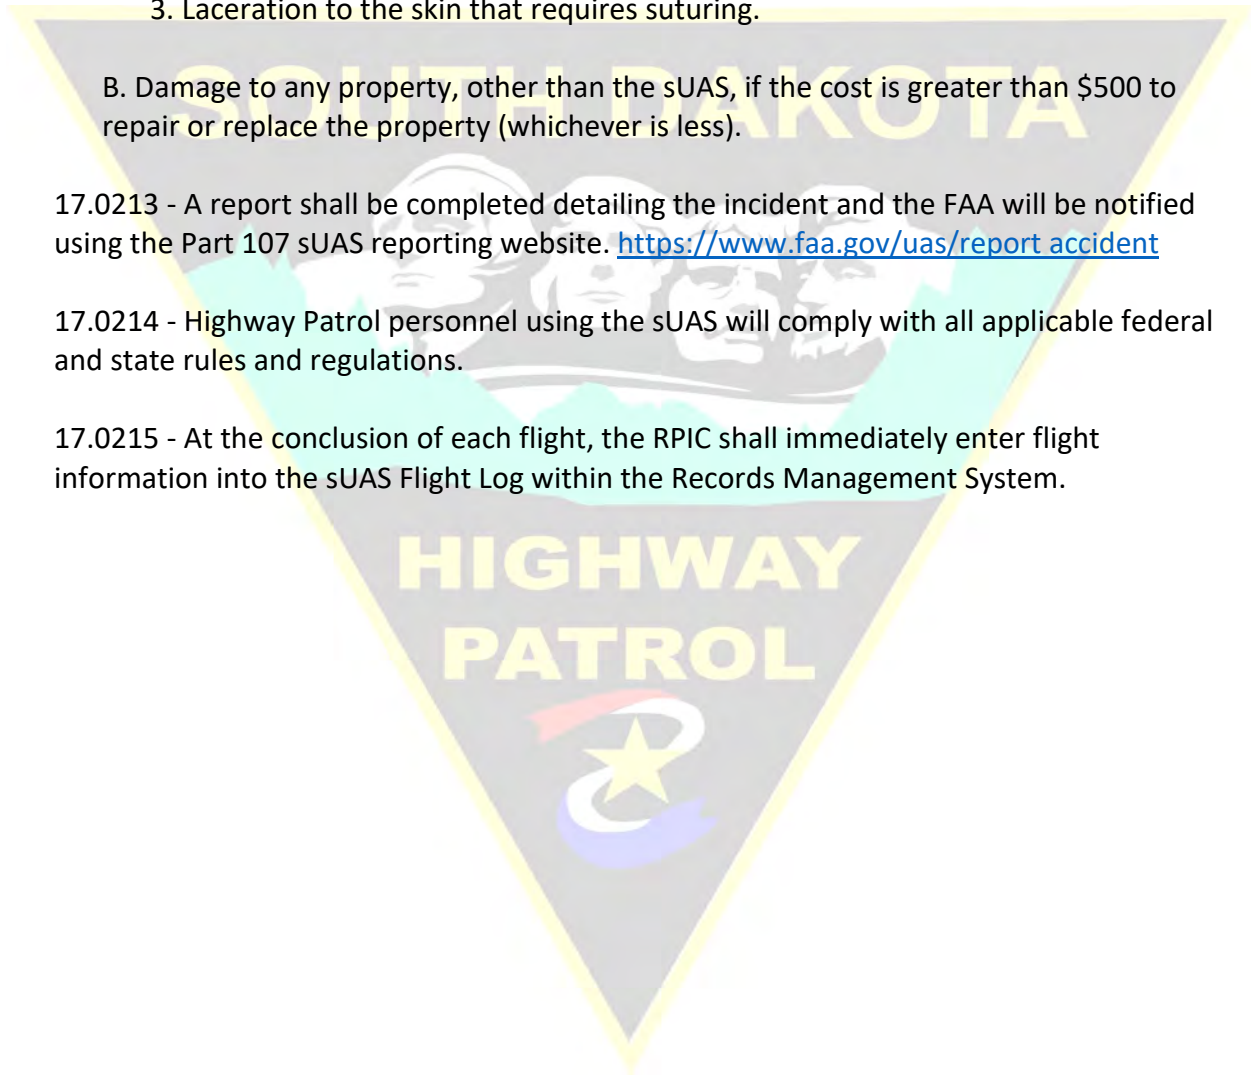 3. Laceration to the skin that requires suturing.
B. Damage to any property, other than the sUAS, if the cost is greater than $500 to
repair or replace the property (whichever is less).
17.0213 - A report shall be completed detailing the incident and the FAA will be notified
using the Part 107 sUAS reporting website. https://www.faa.gov/uas/report accident
17.0214 - Highway Patrol personnel using the sUAS will comply with all applicable federal
and state rules and regulations.
17.0215 - At the conclusion of each flight, the RPIC shall immediately enter flight
information into the sUAS Flight Log within the Records Management System.
SOUTH DAKOTA
HIGHWAY
PATROL